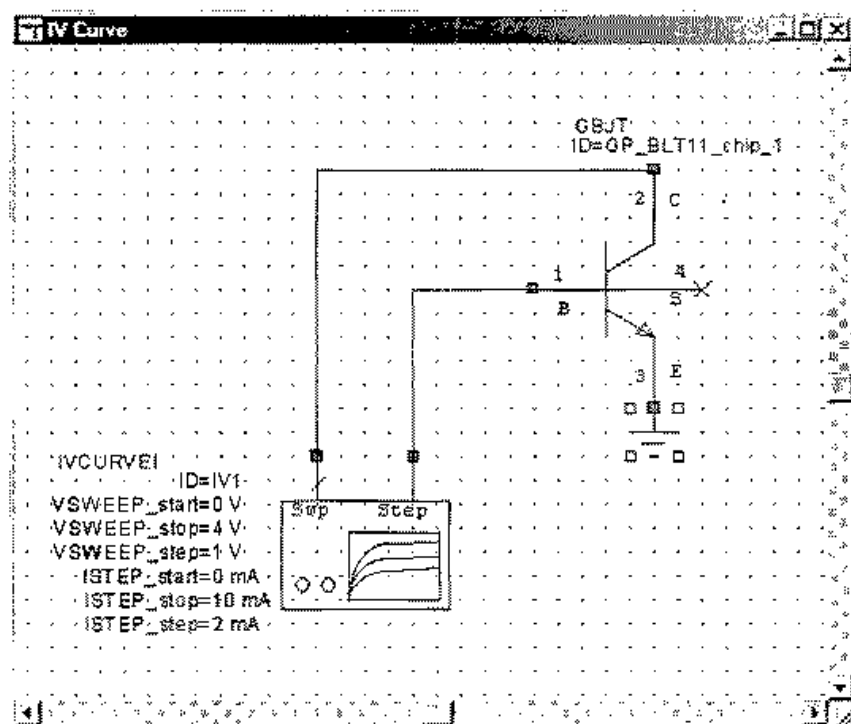 IV Curve
GBJT
ID=GP_BLT11_chip_1
2 C
1
4
B
S
3 E
IVCURVEI
ID=IV1
VSWEEP_start=0 V
VSWEEP_stop=4 V
VSWEEP_step=1 V
ISTEP_start=0 mA
ISTEP_stop=10 mA
ISTEP_step=2 mA
Swp Step